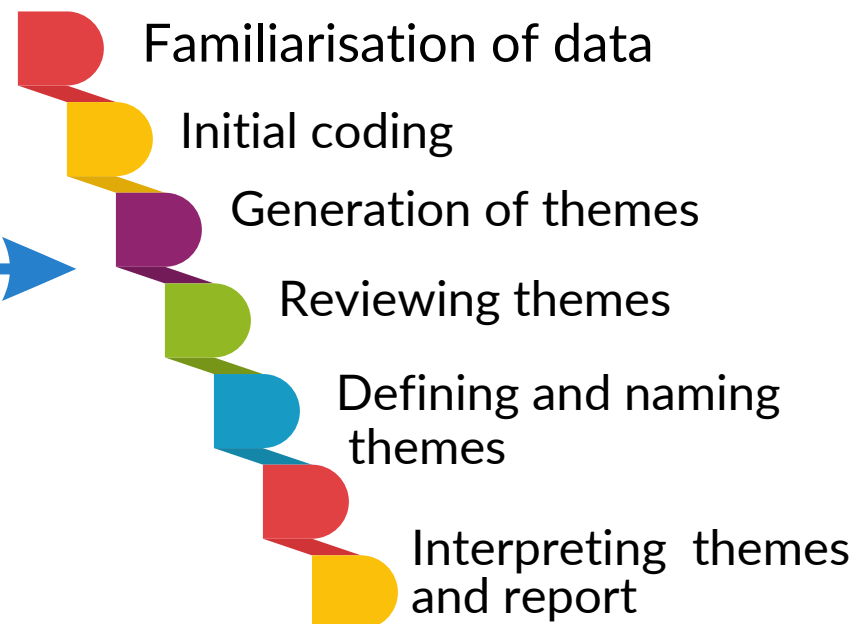 Familiarisation of data
Initial coding
Generation of themes
Reviewing themes
Defining and naming
themes
Interpreting themes
and report